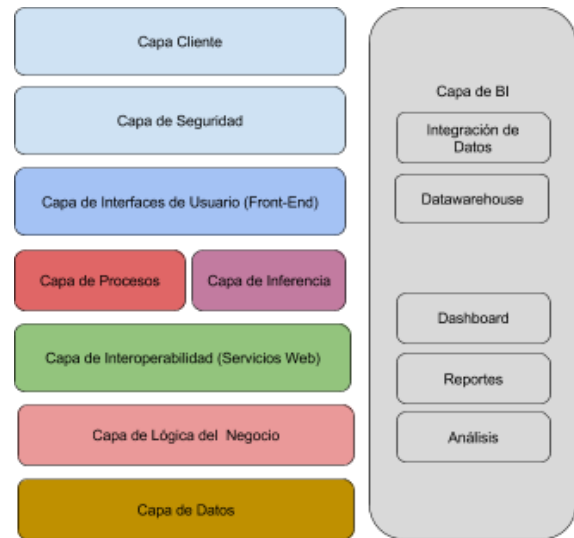 Capa Cliente
Capa de Seguridad
Capa de Interfaces de Usuario (Front-End)
Capa de Procesos
Capa de Inferencia
Capa de Interoperabilidad (Servicios Web)
Capa de Lógica del Negocio
Capa de Datos
Capa de BI
Integración de
Datos
Datawarehouse
Dashboard
Reportes
Análisis